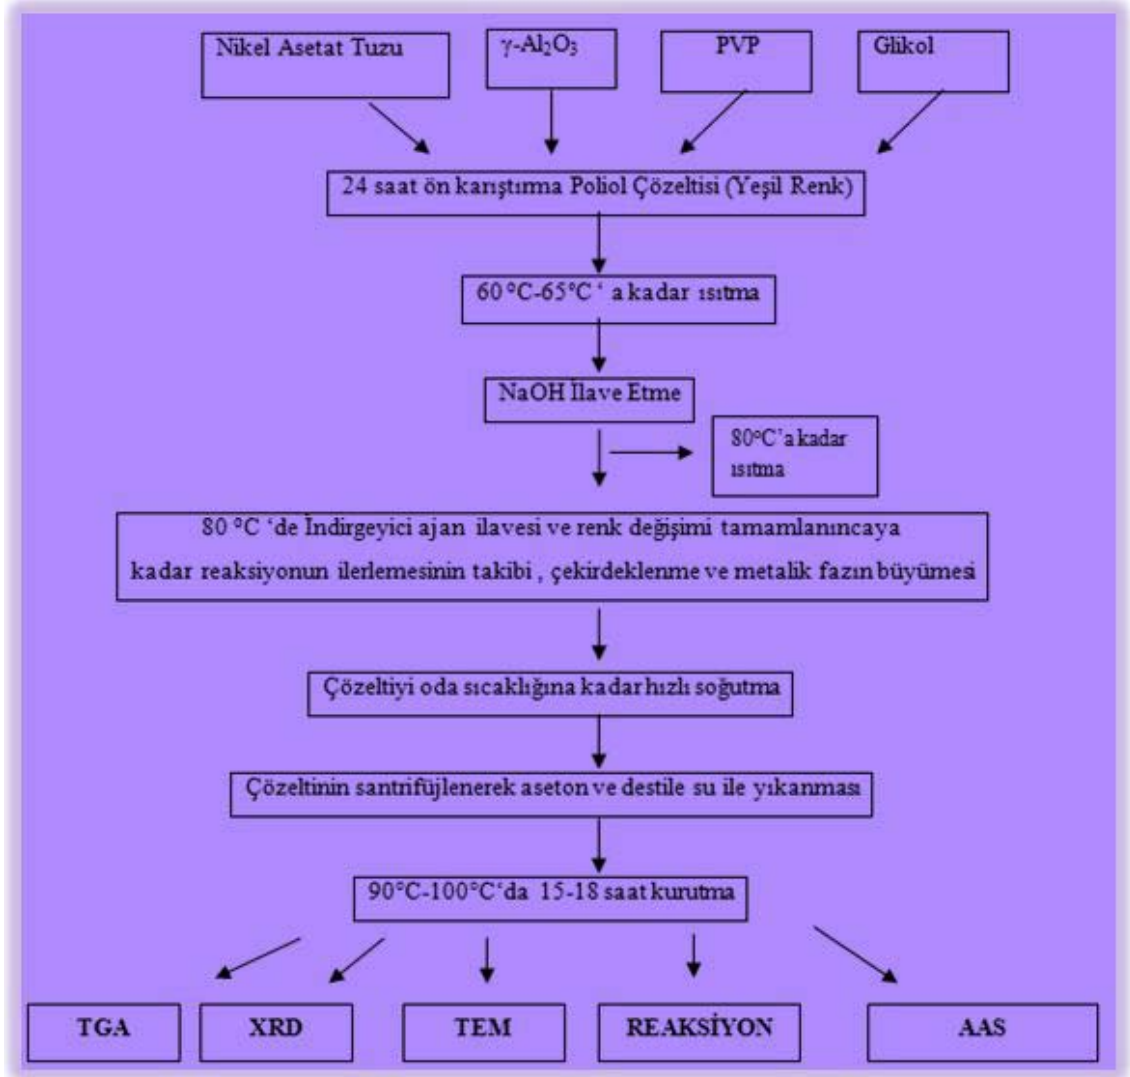 Nikel Asetat Tuzu
γ-Al₂O₃
PVP
Glikol
24 saat ön karıştırma Poliol Çözeltisi (Yeşil Renk)
60 °C-65°C ‘ a kadar ısıtma
NaOH İlave Etme
80°C’a kadar
ısıtma
80 °C ‘de İndirgeyici ajan ilavesi ve renk değişimi tamamlanıncaya
kadar reaksiyonun ilerlemesinin takibi , çekirdeklenme ve metalik fazın büyümesi
Çözeltiyi oda sıcaklığına kadar hızlı soğutma
Çözeltinin santrifüjlenerek aseton ve destile su ile yıkanması
90°C-100°C‘da 15-18 saat kurutma
TGA
XRD
TEM
REAKSİYON
AAS